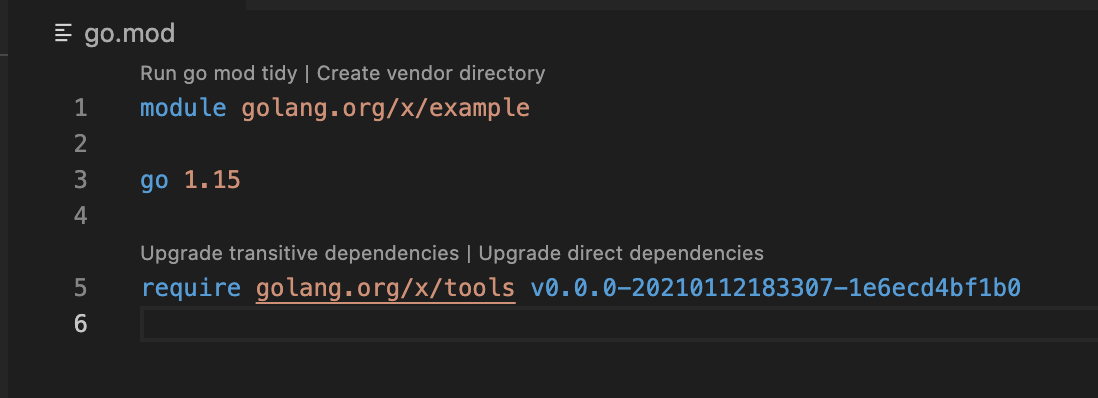 go.mod
Run go mod tidy | Create vendor directory
1 module golang.org/x/example
2
3 go 1.15
4
Upgrade transitive dependencies | Upgrade direct dependencies
5 require golang.org/x/tools v0.0.0-20210112183307-1e6ecd4bf1b0
6